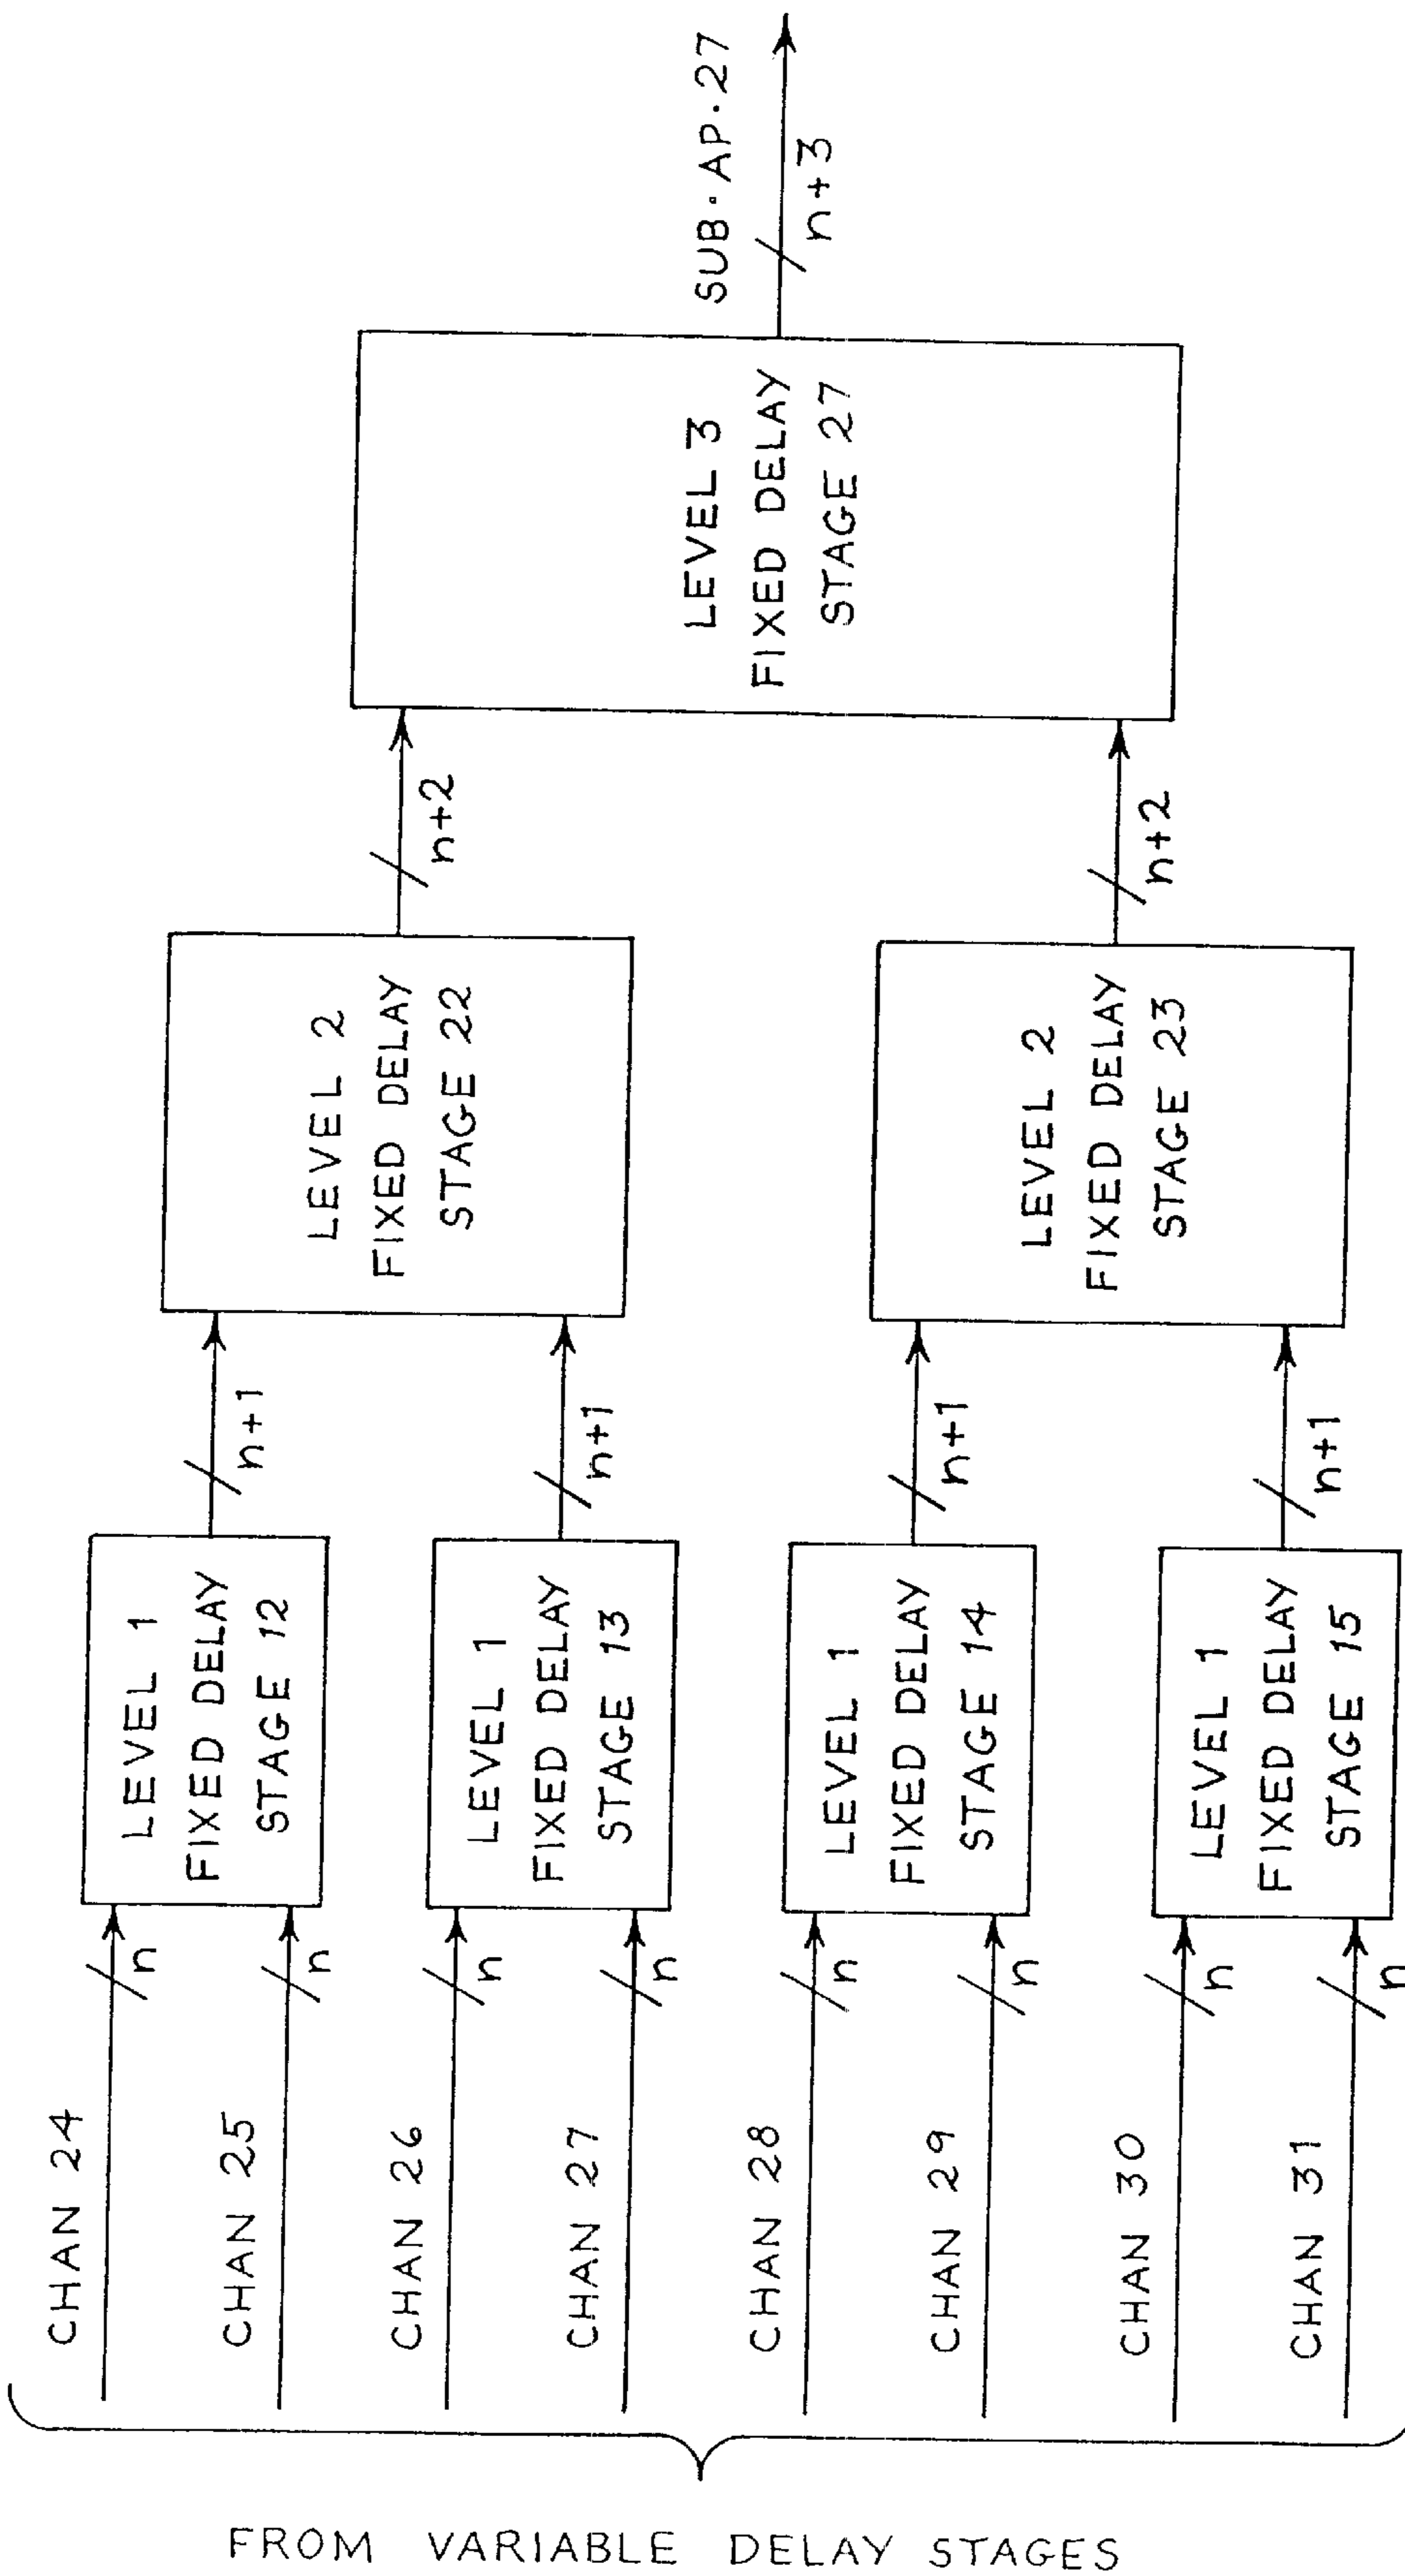 FROM VARIABLE DELAY STAGES
CHAN 24
n
CHAN 25
n
CHAN 26
n
CHAN 27
n
CHAN 28
n
CHAN 29
n
CHAN 30
n
CHAN 31
n
LEVEL 1
FIXED DELAY
STAGE 12
n+1
LEVEL 1
FIXED DELAY
STAGE 13
n+1
LEVEL 1
FIXED DELAY
STAGE 14
n+1
LEVEL 1
FIXED DELAY
STAGE 15
n+1
LEVEL 2
FIXED DELAY
STAGE 22
n+2
LEVEL 2
FIXED DELAY
STAGE 23
n+2
LEVEL 3
FIXED DELAY
STAGE 27
SUB·AP·27
n+3